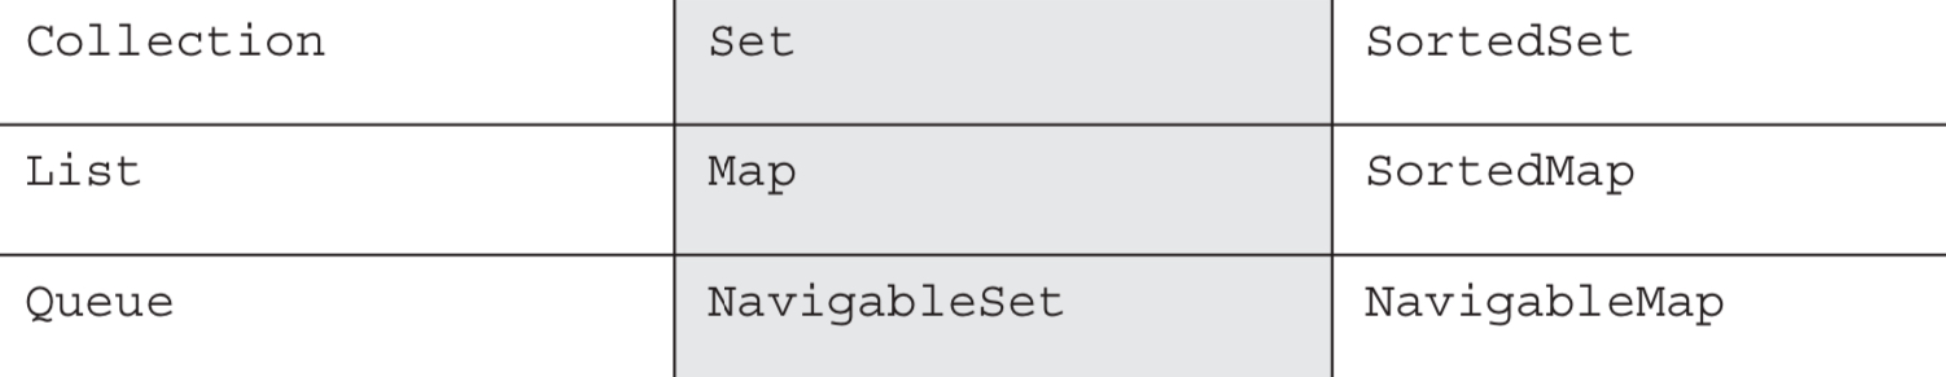 Collection Set SortedSet
List Map SortedMap
Queue NavigableSet NavigableMap